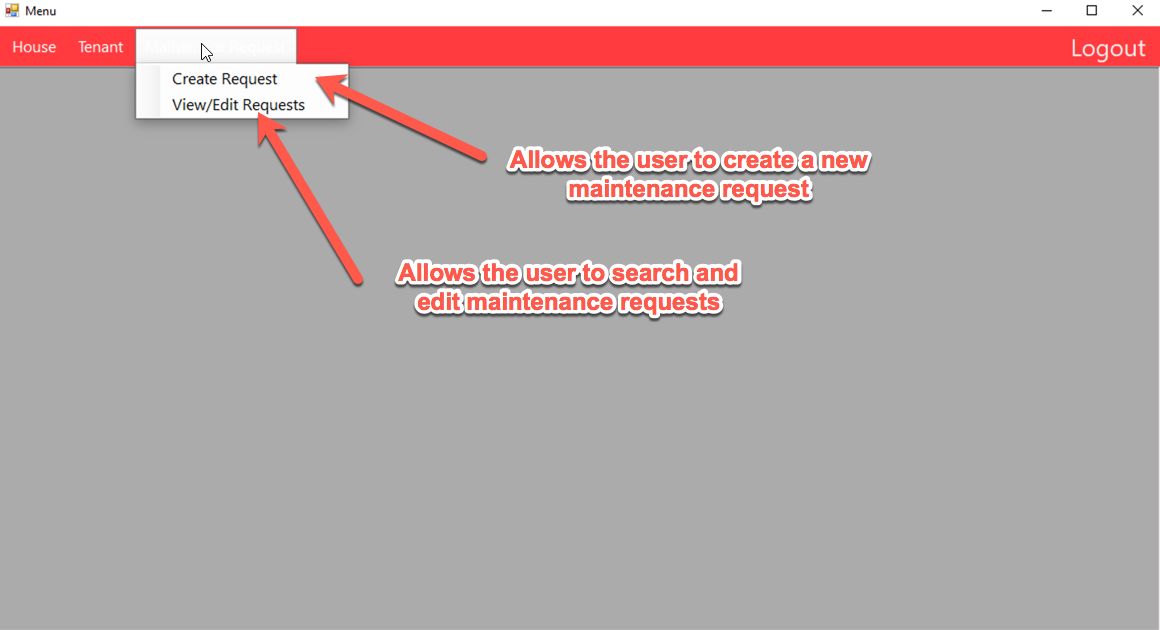 Menu
House Tenant
Logout
Create Request
View/Edit Requests
Allows the user to create a new
maintenance request
Allows the user to search and
edit maintenance requests